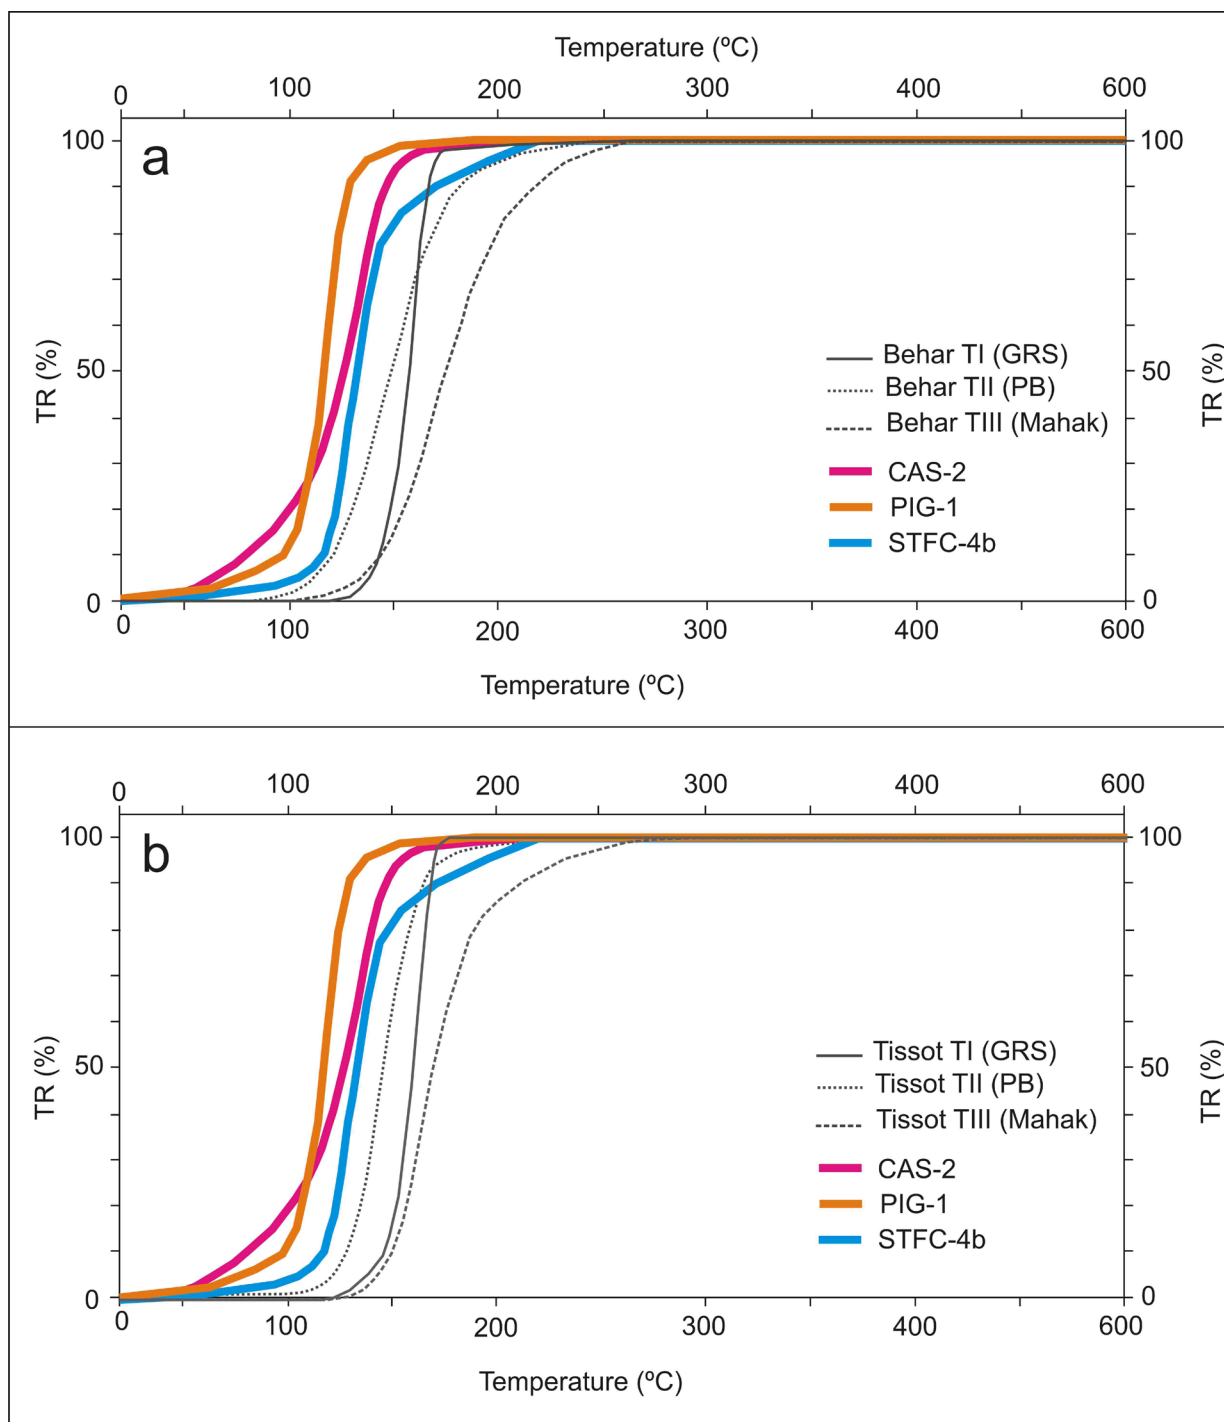 Temperature (ºC)
0 100 200 300 400 600
100 a 100
50 50
TR (%) TR (%)
Behar TI (GRS)
Behar TII (PB)
Behar TIII (Mahak)
CAS-2
PIG-1
STFC-4b
0 0
0 100 200 300 400 600
Temperature (ºC)
0 100 200 300 400 600
100 b 100
50 50
TR (%) TR (%)
Tissot TI (GRS)
Tissot TII (PB)
Tissot TIII (Mahak)
CAS-2
PIG-1
STFC-4b
0 0
0 100 200 300 400 600
Temperature (ºC)